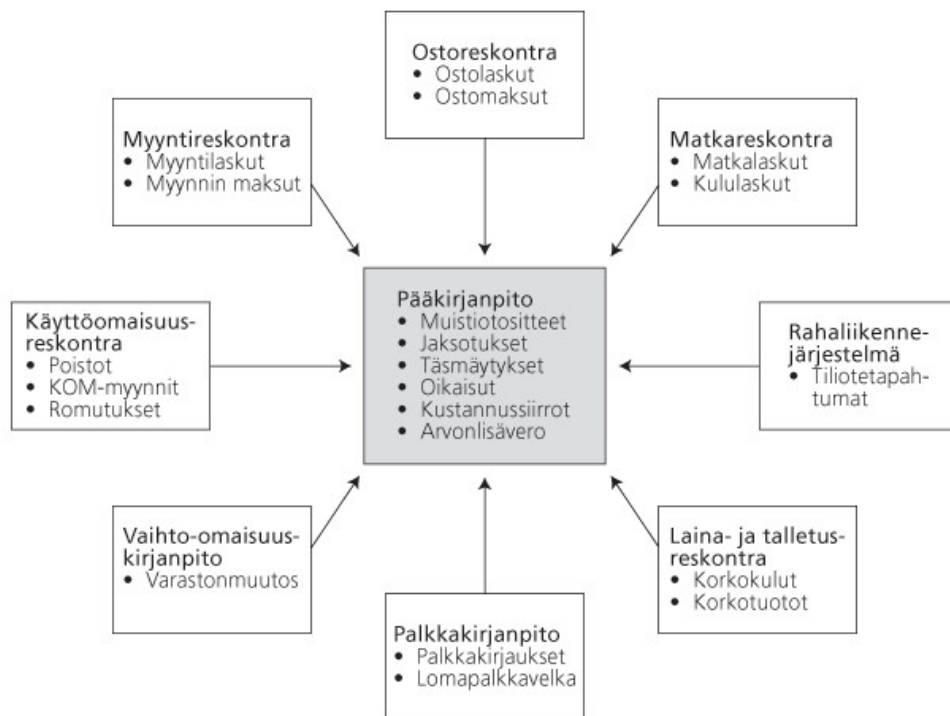 Ostoreskontra
• Ostolaskut
• Ostomaksut
Myyntireskontra
• Myyntilaskut
• Myynnin maksut
Matkareskontra
• Matkalaskut
• Kululaskut
Käyttöomaisuus-
reskontra
• Poistot
• KOM-myynnit
• Romutukset
Pääkirjanpito
• Muistiotositteet
• Jaksotukset
• Täsmäytykset
• Oikaisut
• Kustannussiirrot
• Arvonlisävero
Rahaliikenne-
järjestelmä
• Tiliotetapah-
tumat
Vaihto-omaisuus-
kirjanpito
• Varastonmuutos
Palkkakirjanpito
• Palkkakirjaukset
• Lomapalkkavelka
Laina- ja talletus-
reskontra
• Korkokulut
• Korkotuotot